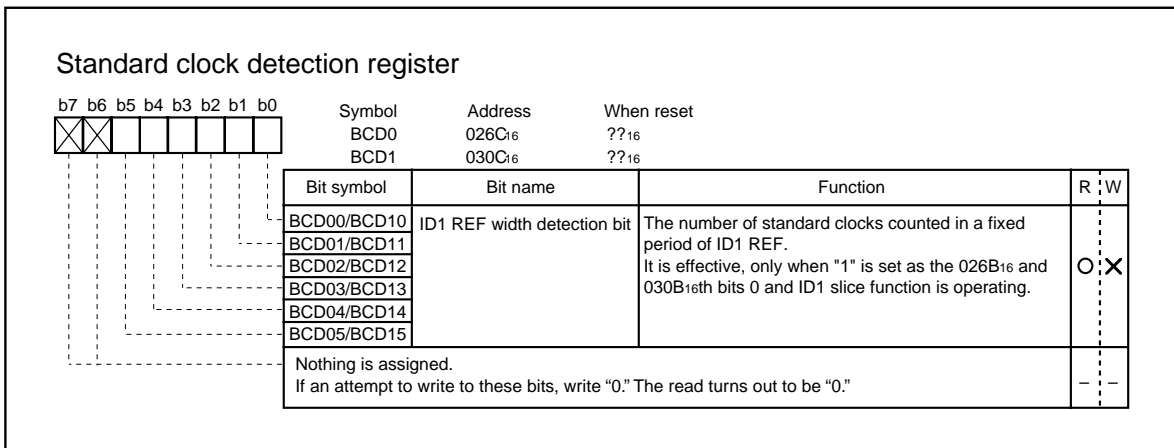 Standard clock detection register
b7 b6 b5 b4 b3 b2 b1 b0
Symbol Address When reset
BCD0 026C16 ??16
BCD1 030C16 ??16
Bit symbol Bit name Function R W
BCD00/BCD10 ID1 REF width detection bit The number of standard clocks counted in a fixed
BCD01/BCD11 period of ID1 REF.
BCD02/BCD12 It is effective, only when "1" is set as the 026B16 and O X
BCD03/BCD13 030B16th bits 0 and ID1 slice function is operating.
BCD04/BCD14
BCD05/BCD15
Nothing is assigned.
If an attempt to write to these bits, write “0.” The read turns out to be “0.” – –